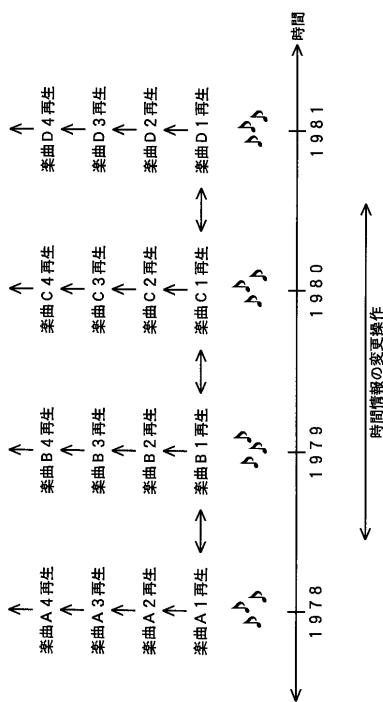 楽曲A4再生
楽曲B4再生
楽曲C4再生
楽曲D4再生
楽曲A3再生
楽曲B3再生
楽曲C3再生
楽曲D3再生
楽曲A2再生
楽曲B2再生
楽曲C2再生
楽曲D2再生
楽曲A1再生
楽曲B1再生
楽曲C1再生
楽曲D1再生
時間
1978
1979
1980
1981
時間情報の変更操作